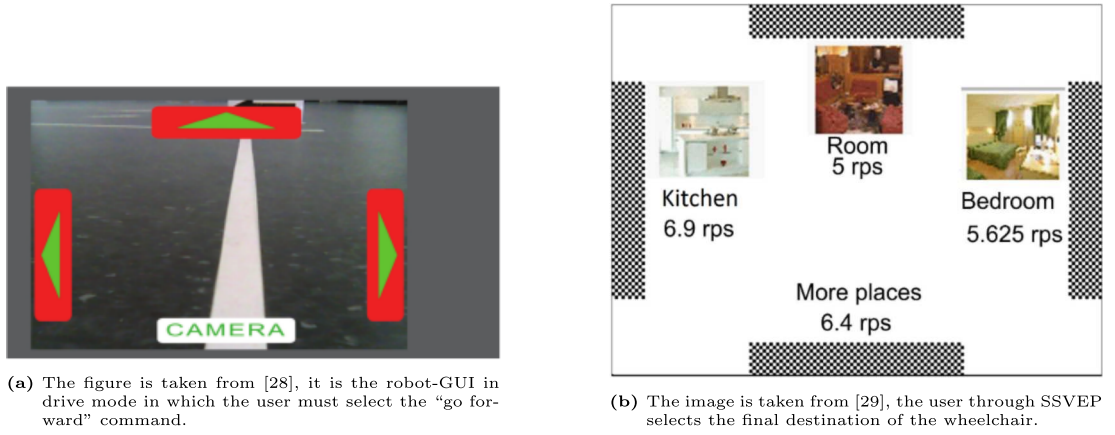 CAMERA
(a) The figure is taken from [28], it is the robot-GUI in
drive mode in which the user must select the “go for-
ward” command.
Room
5 rps
Kitchen
6.9 rps
Bedroom
5.625 rps
More places
6.4 rps
(b) The image is taken from [29], the user through SSVEP
selects the final destination of the wheelchair.